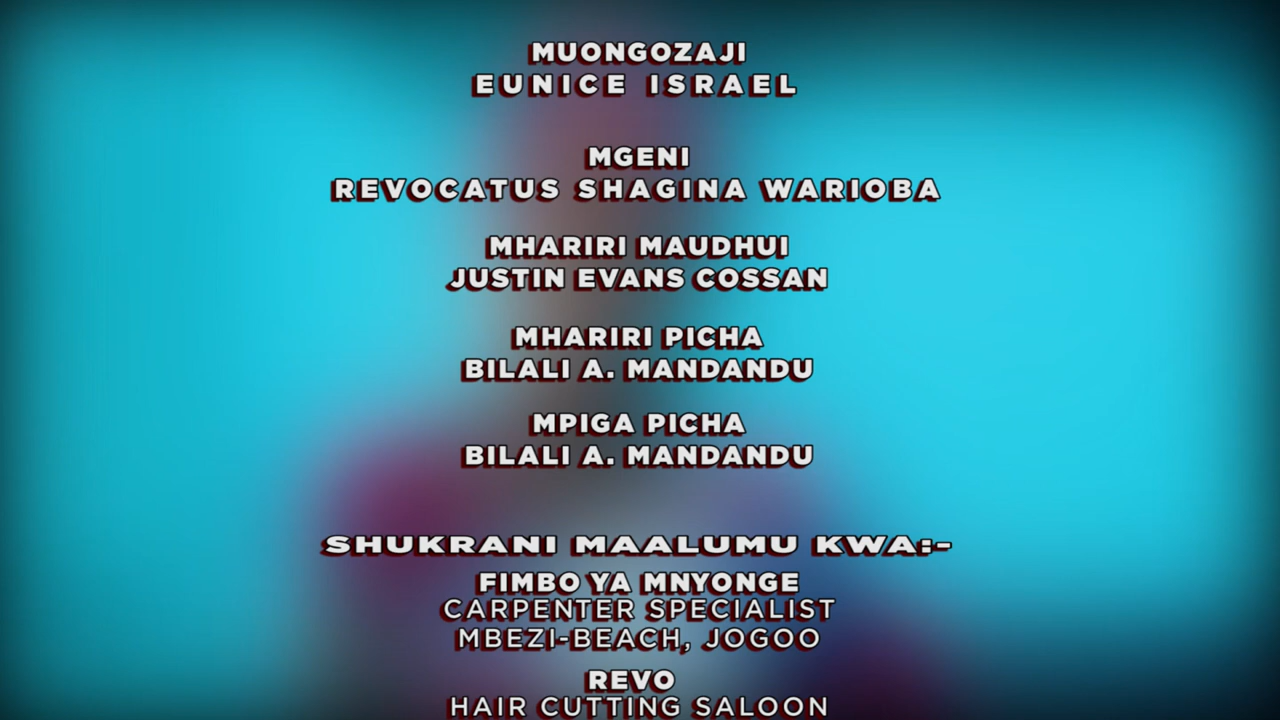 MUONGOZAJI
EUNICE ISRAEL
MGENI
REVOCATUS SHAGINA WARIOBA
MHARIRI MAUDHUI
JUSTIN EVANS COSSAN
MHARIRI PICHA
BILALI A. MANDANDU
MPIGA PICHA
BILALI A. MANDANDU
SHUKRANI MAALUMU KWA:-
FIMBO YA MNYONGE
CARPENTER SPECIALIST
MBEZI-BEACH, JOGOO
REVO
HAIR CUTTING SALOON